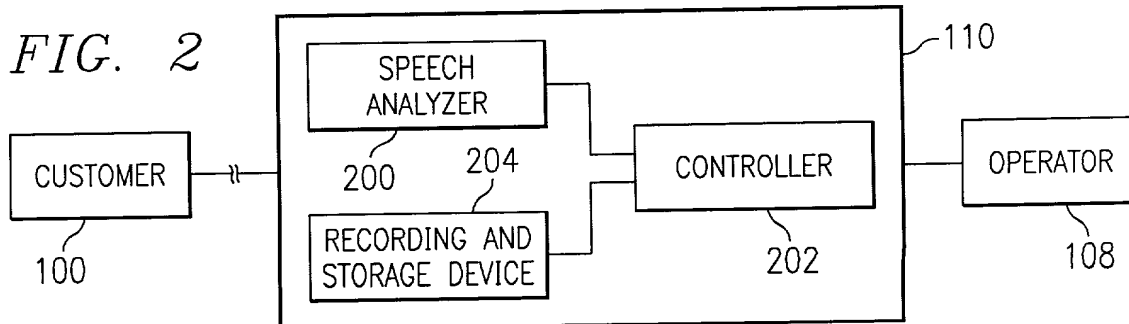 FIG. 2
110
SPEECH
ANALYZER
200
204
CUSTOMER
100
CONTROLLER
202
OPERATOR
108
RECORDING AND
STORAGE DEVICE